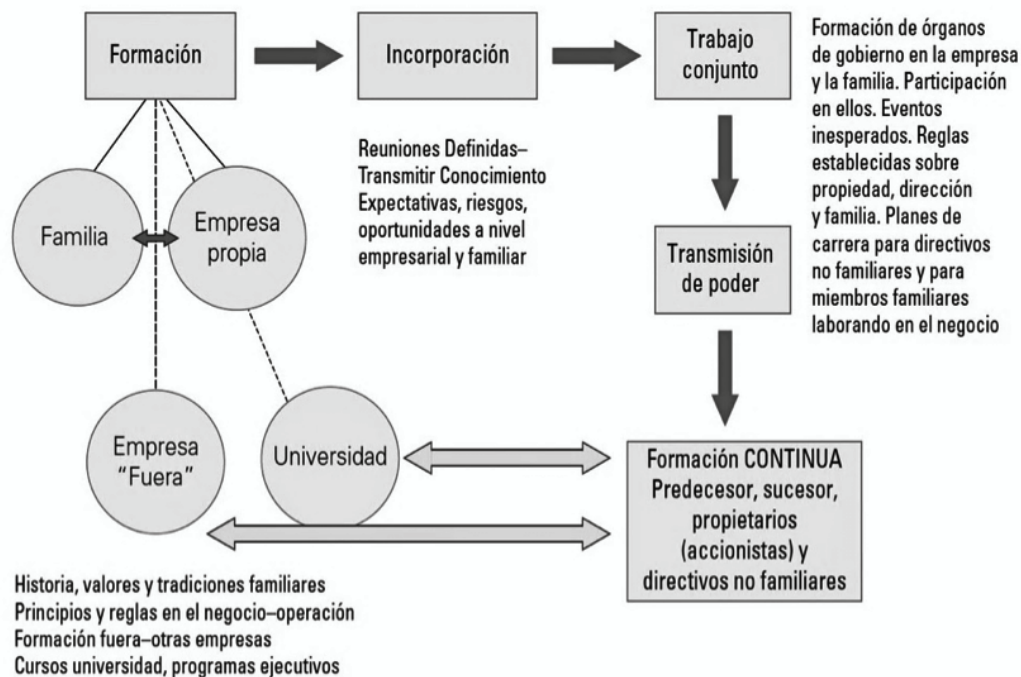 Formación
Incorporación
Trabajo
conjunto
Formación de órganos
de gobierno en la empresa
y la familia. Participación
en ellos. Eventos
inesperados. Reglas
establecidas sobre
propiedad, dirección
y familia. Planes de
carrera para directivos
no familiares y para
miembros familiares
laborando en el negocio
Reuniones Definidas–
Transmitir Conocimiento
Expectativas, riesgos,
oportunidades a nivel
empresarial y familiar
Familia
Empresa
propia
Transmisión
de poder
Empresa
"Fuera"
Universidad
Formación CONTINUA
Predecesor, sucesor,
propietarios
(accionistas) y
directivos no familiares
Historia, valores y tradiciones familiares
Principios y reglas en el negocio–operación
Formación fuera–otras empresas
Cursos universidad, programas ejecutivos